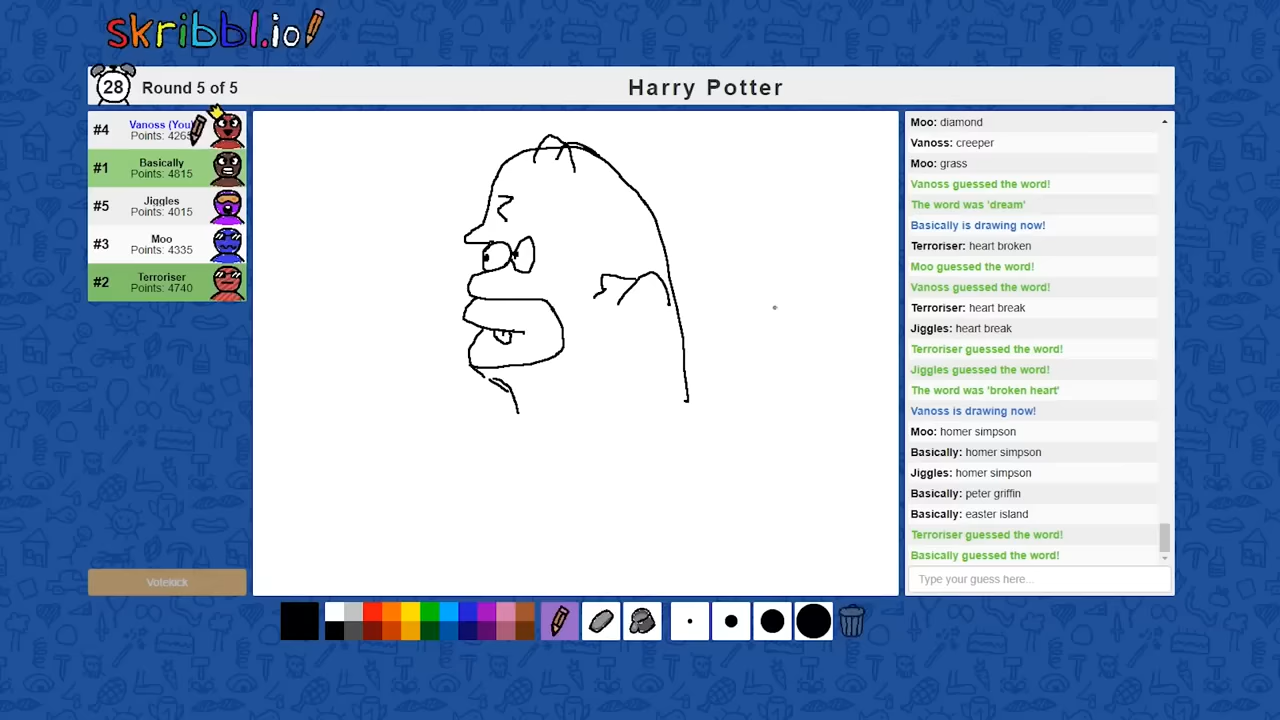 skribbl.io
28
Round 5 of 5
Harry Potter
#4
Vanoss (You)
Points: 4265
#1
Basically
Points: 4815
#5
Jiggles
Points: 4015
#3
Moo
Points: 4335
#2
Terroriser
Points: 4740
Votekick
Moo: diamond
Vanoss: creeper
Moo: grass
Vanoss guessed the word!
The word was 'dream'
Basically is drawing now!
Terroriser: heart broken
Moo guessed the word!
Vanoss guessed the word!
Terroriser: heart break
Jiggles: heart break
Terroriser guessed the word!
Jiggles guessed the word!
The word was 'broken heart'
Vanoss is drawing now!
Moo: homer simpson
Basically: homer simpson
Jiggles: homer simpson
Basically: peter griffin
Basically: easter island
Terroriser guessed the word!
Basically guessed the word!
Type your guess here...